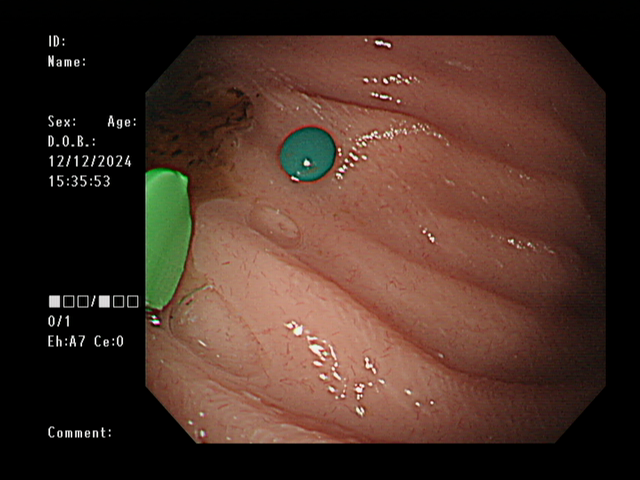 ID:
Name:
Sex: Age:
D.O.B.:
12/12/2024
15:35:53
■□□/■□□
0/1
Eh:A7 Ce:0
Comment: